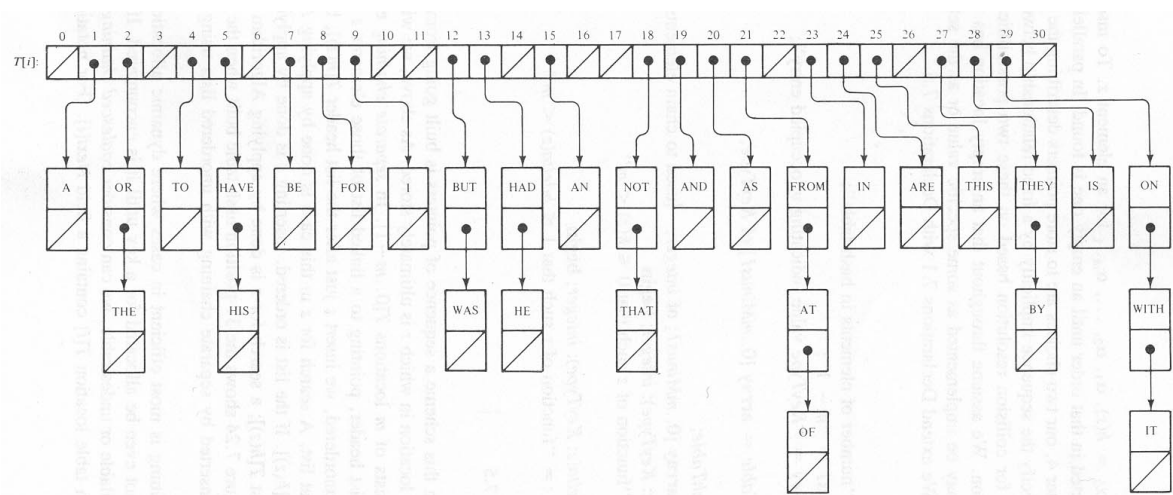 0 1 2 3 4 5 6 7 8 9 10 11 12 13 14 15 16 17 18 19 20 21 22 23 24 25 26 27 28 29 30
T[i]:
A OR TO HAVE BE FOR I BUT HAD AN NOT AND AS FROM IN ARE THIS THEY IS ON
THE HIS WAS HE THAT AT BY WITH
OF IT